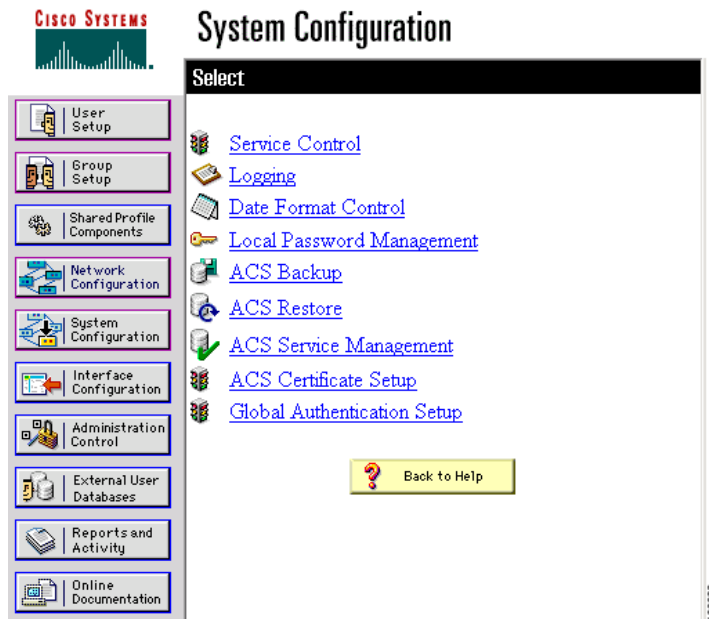 CISCO SYSTEMS
System Configuration
Select
User
Setup
Group
Setup
Shared Profile
Components
Network
Configuration
System
Configuration
Interface
Configuration
Administration
Control
External User
Databases
Reports and
Activity
Online
Documentation
Service Control
Logging
Date Format Control
Local Password Management
ACS Backup
ACS Restore
ACS Service Management
ACS Certificate Setup
Global Authentication Setup
? Back to Help